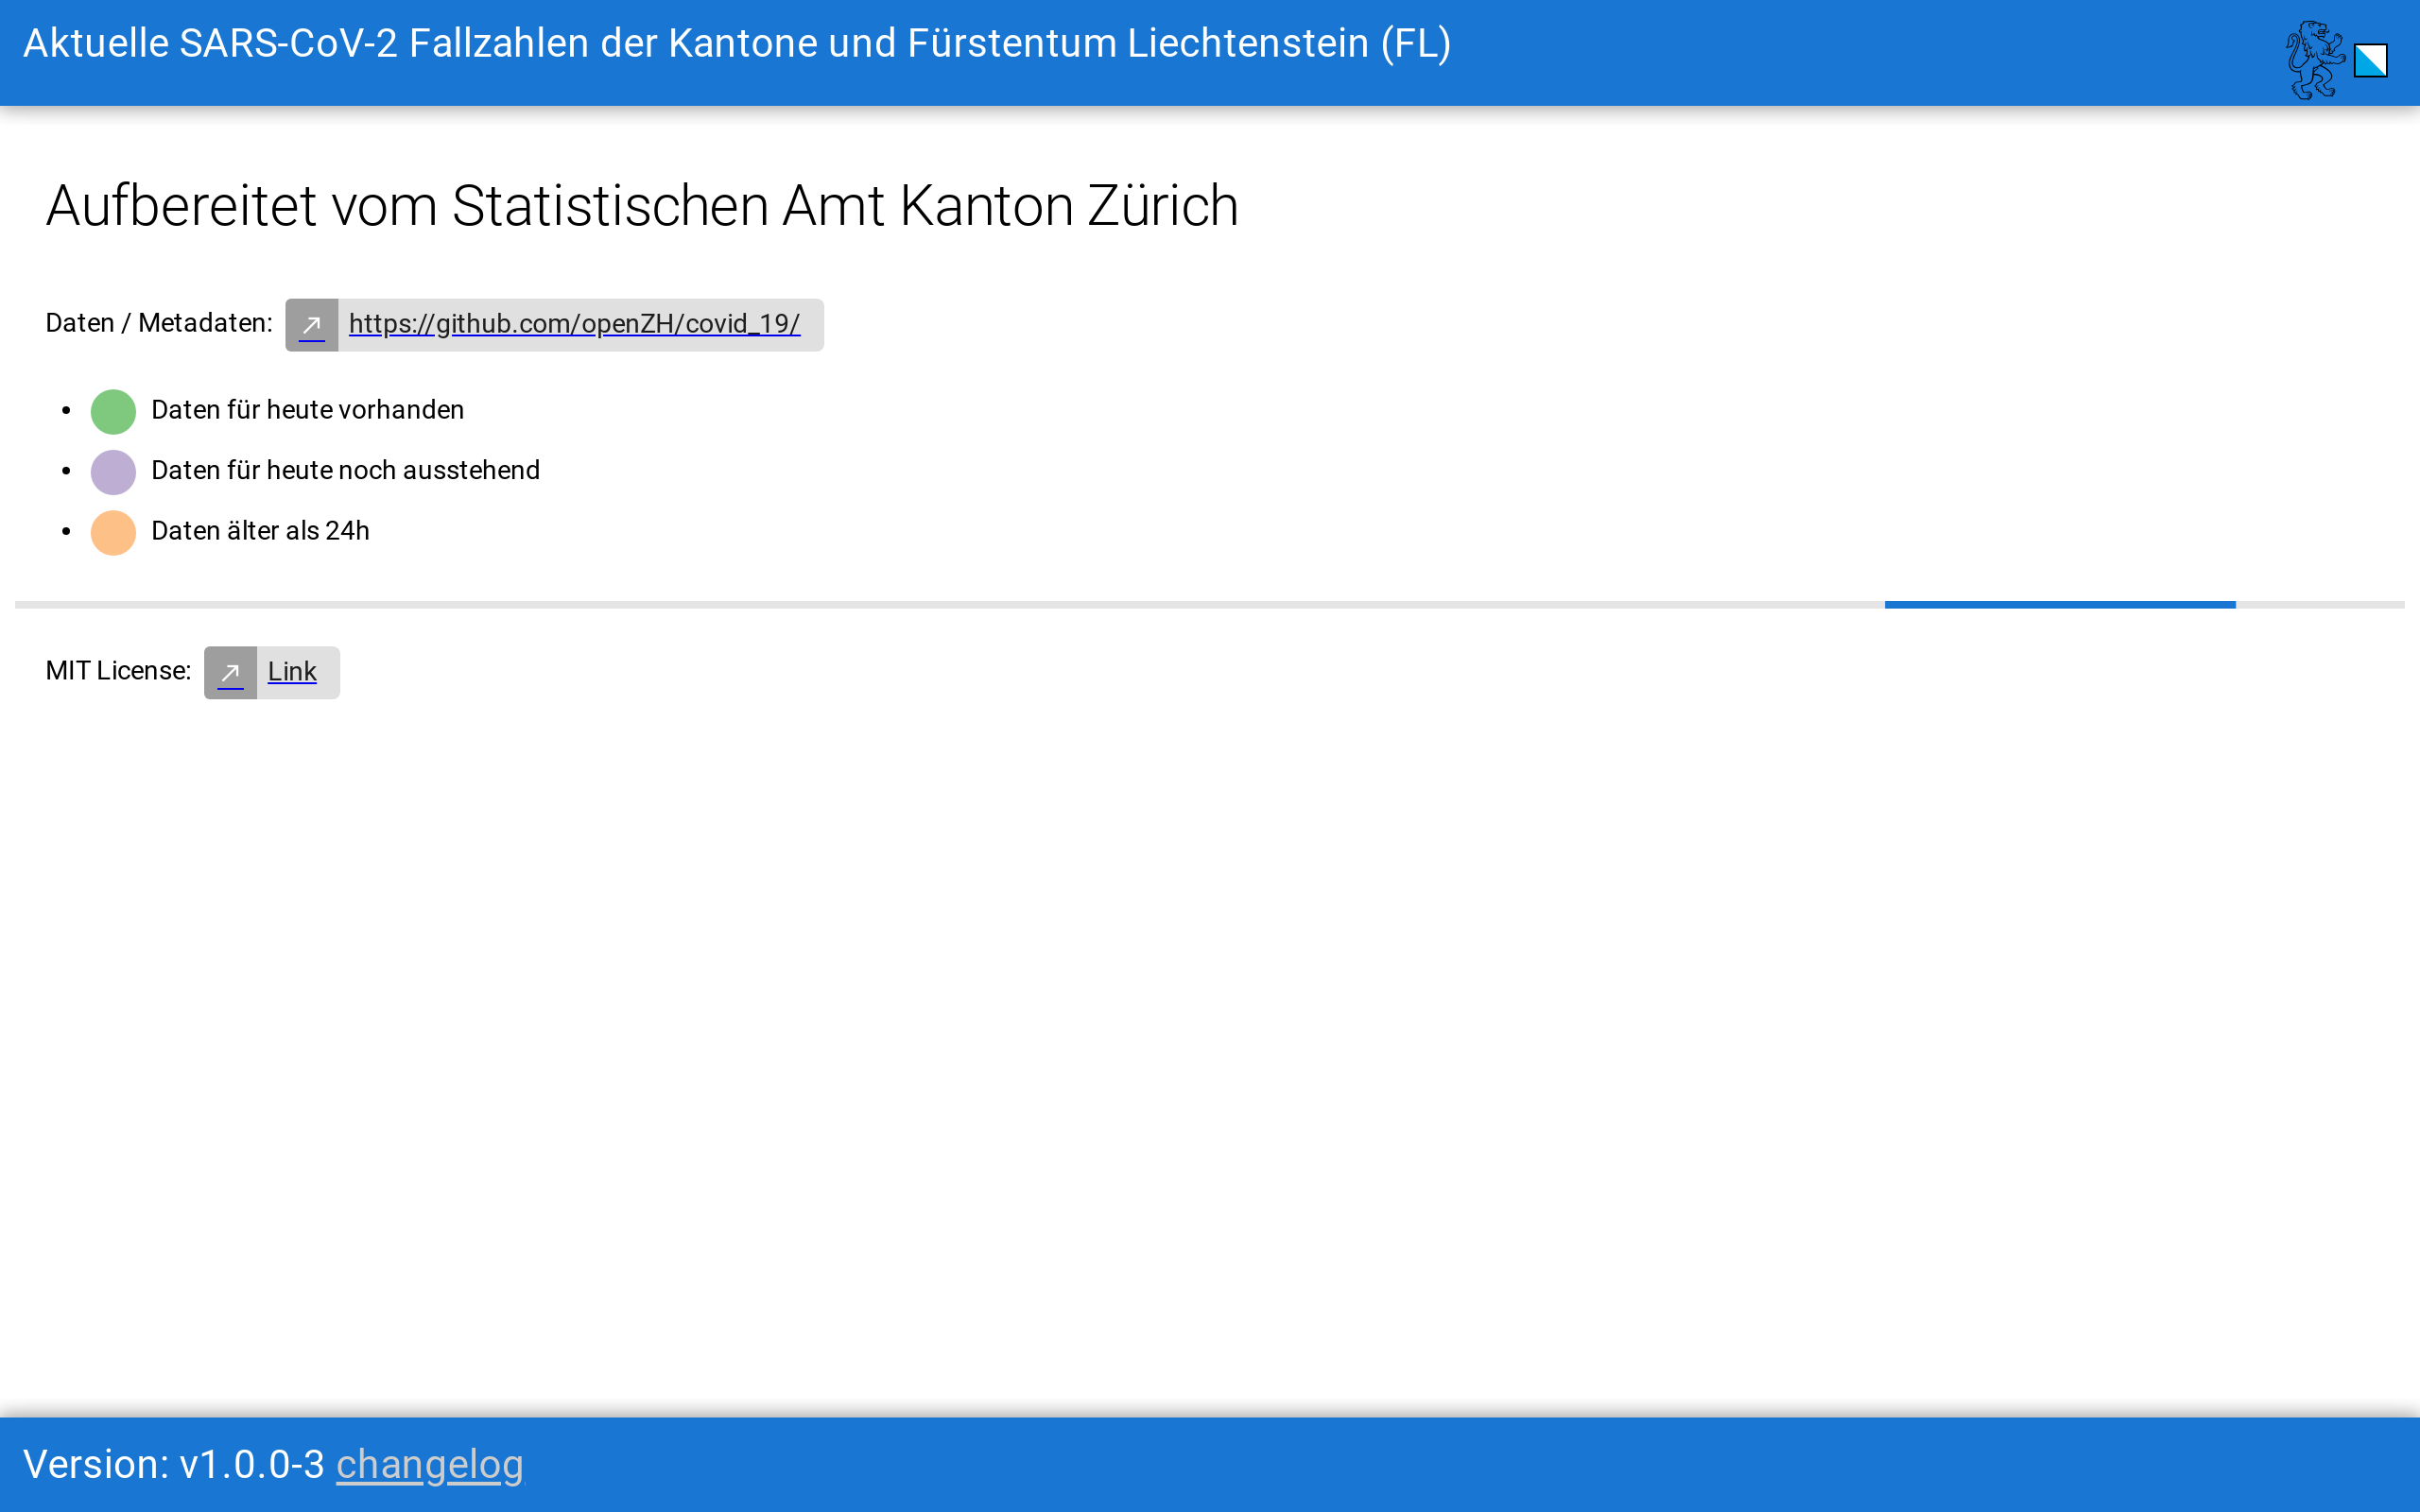 Aktuelle SARS-CoV-2 Fallzahlen der Kantone und Fürstentum Liechtenstein (FL)
Aufbereitet vom Statistischen Amt Kanton Zürich
Daten / Metadaten: https://github.com/openZH/covid_19/
Daten für heute vorhanden
Daten für heute noch ausstehend
Daten älter als 24h
MIT License: Link
Version: v1.0.0-3 changelog